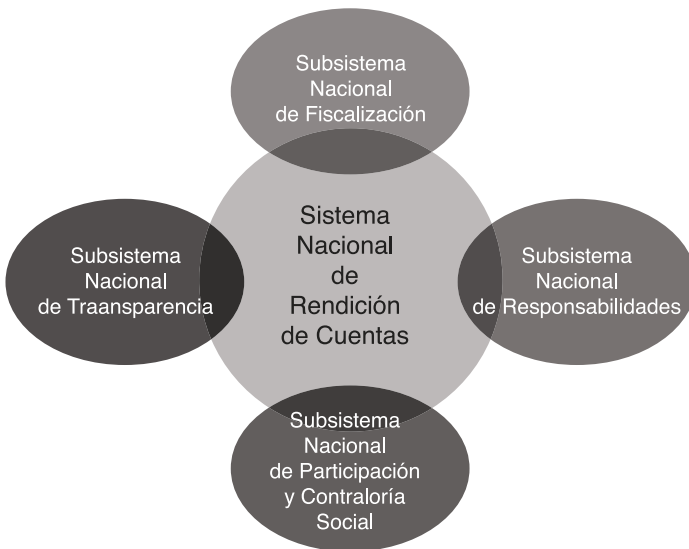 Subsistema
Nacional
de Fiscalización
Sistema
Nacional
de
Rendición
de Cuentas
Subsistema
Nacional
de Traansparencia
Subsistema
Nacional
de Responsabilidades
Subsistema
Nacional
de Participación
y Contraloría
Social